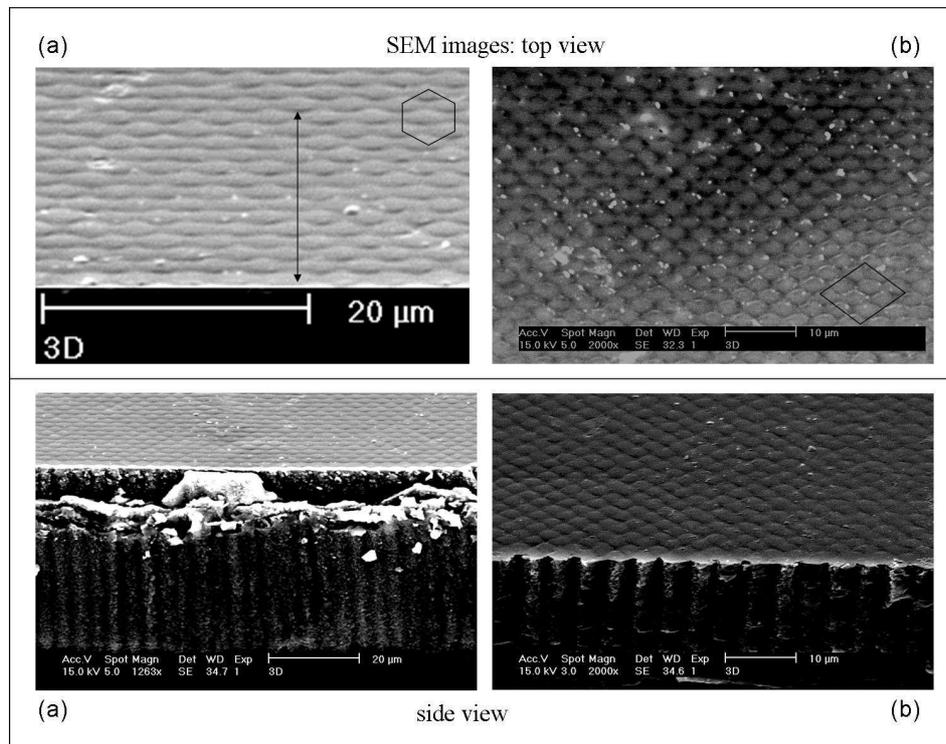 (a) SEM images: top view (b)
20 µm
3D
Acc.V Spot Magn Det WD Exp 10 µm
15.0 kV 5.0 2000x SE 32.3 1 3D
Acc.V Spot Magn Det WD Exp 20 µm
15.0 kV 5.0 1263x SE 34.7 1 3D
Acc.V Spot Magn Det WD Exp 10 µm
15.0 kV 3.0 2000x SE 34.6 1 3D
(a) side view (b)